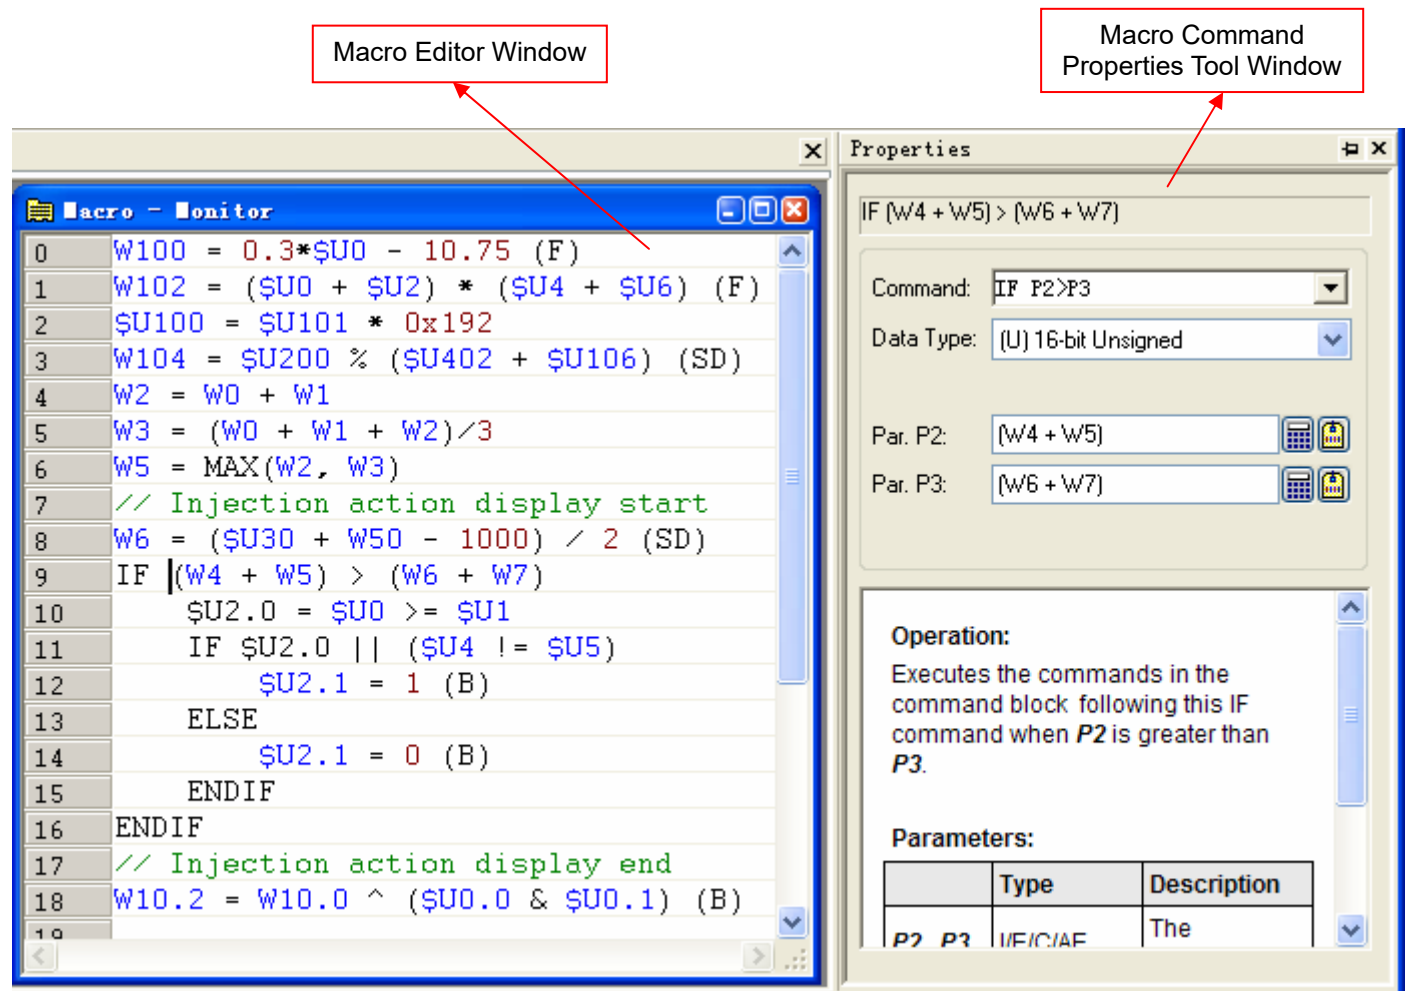 Macro Editor Window
Macro Command
Properties Tool Window
Properties
Macro - Monitor
0 W100 = 0.3*$U0 - 10.75 (F)
1 W102 = ($U0 + $U2) * ($U4 + $U6) (F)
2 $U100 = $U101 * 0x192
3 W104 = $U200 % ($U402 + $U106) (SD)
4 W2 = W0 + W1
5 W3 = (W0 + W1 + W2)/3
6 W5 = MAX(W2, W3)
7 // Injection action display start
8 W6 = ($U30 + W50 - 1000) / 2 (SD)
9 IF (W4 + W5) > (W6 + W7)
10 $U2.0 = $U0 >= $U1
11 IF $U2.0 || ($U4 != $U5)
12 $U2.1 = 1 (B)
13 ELSE
14 $U2.1 = 0 (B)
15 ENDIF
16 ENDIF
17 // Injection action display end
18 W10.2 = W10.0 ^ ($U0.0 & $U0.1) (B)
19
IF (W4 + W5) > (W6 + W7)
Command: IF P2>P3
Data Type: (U) 16-bit Unsigned
Par. P2: (W4 + W5)
Par. P3: (W6 + W7)
Operation:
Executes the commands in the
command block following this IF
command when P2 is greater than
P3.
Parameters:
Type Description
The
P2, P3 I/E/C/AE